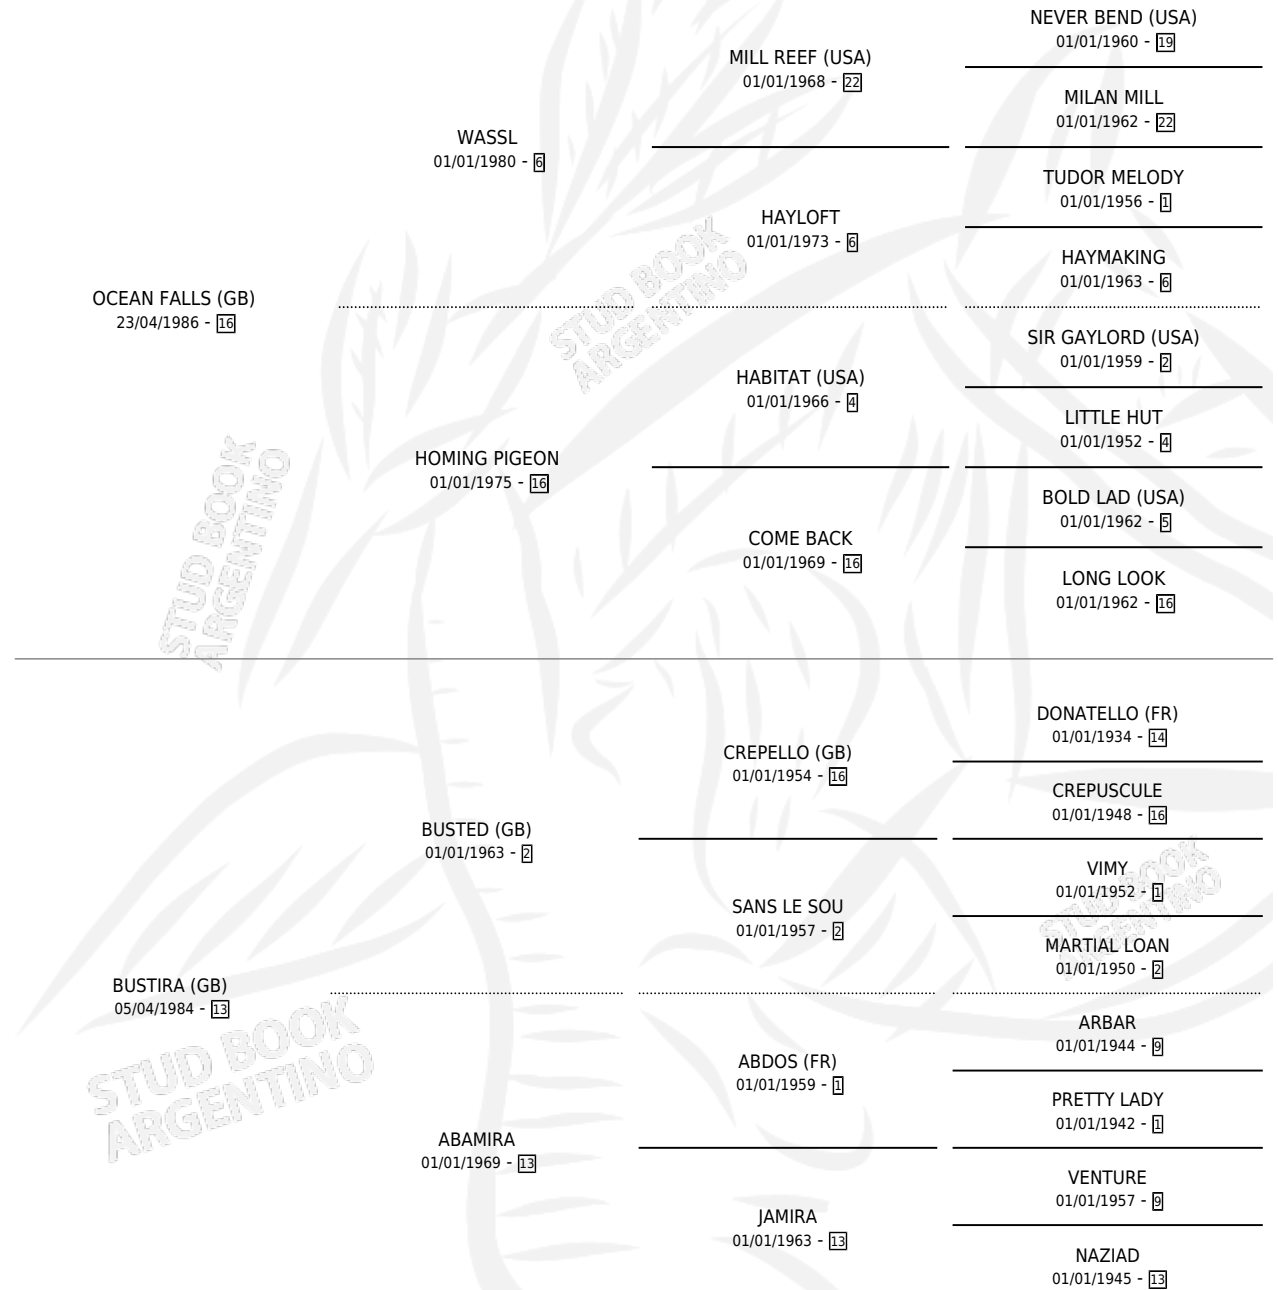 NEVER BEND (USA)
01/01/1960 - 19
MILL REEF (USA)
01/01/1968 - 22
MILAN MILL
01/01/1962 - 22
WASSL
01/01/1980 - 6
TUDOR MELODY
01/01/1956 - 1
HAYLOFT
01/01/1973 - 6
HAYMAKING
01/01/1963 - 6
OCEAN FALLS (GB)
23/04/1986 - 16
STUD BOOK
ARGENTINO
SIR GAYLORD (USA)
01/01/1959 - 2
HABITAT (USA)
01/01/1966 - 4
LITTLE HUT
01/01/1952 - 4
HOMING PIGEON
01/01/1975 - 16
BOLD LAD (USA)
01/01/1962 - 5
COME BACK
01/01/1969 - 16
LONG LOOK
01/01/1962 - 16
STUD BOOK
ARGENTINO
DONATELLO (FR)
01/01/1934 - 14
CREPELLO (GB)
01/01/1954 - 16
CREPUSCULE
01/01/1948 - 16
BUSTED (GB)
01/01/1963 - 2
VIMY
01/01/1952 - 1
STUD BOOK
ARGENTINO
SANS LE SOU
01/01/1957 - 2
MARTIAL LOAN
01/01/1950 - 2
BUSTIRA (GB)
05/04/1984 - 13
STUD BOOK
ARGENTINO
ARBAR
01/01/1944 - 9
ABDOS (FR)
01/01/1959 - 1
PRETTY LADY
01/01/1942 - 1
ABAMIRA
01/01/1969 - 13
VENTURE
01/01/1957 - 9
JAMIRA
01/01/1963 - 13
NAZIAD
01/01/1945 - 13